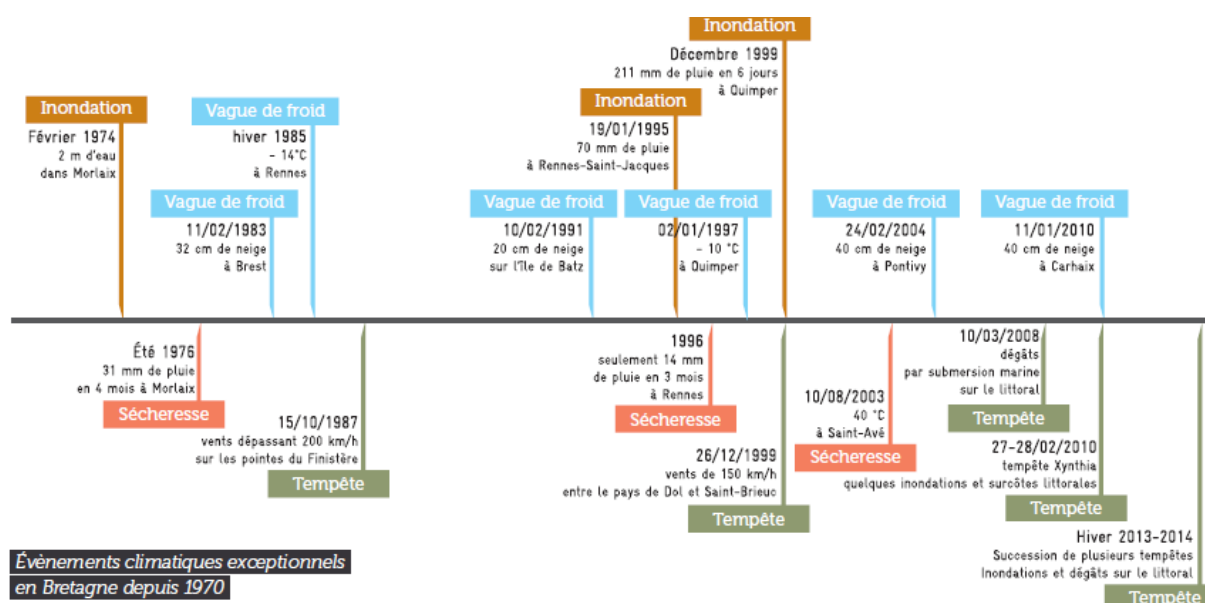 Inondation
Décembre 1999
211 mm de pluie en 6 jours
à Quimper
Inondation
Février 1974
2 m d'eau
dans Morlaix
Vague de froid
hiver 1985
- 14°C
à Rennes
Inondation
19/01/1995
70 mm de pluie
à Rennes-Saint-Jacques
Vague de froid
11/02/1983
32 cm de neige
à Brest
Vague de froid
10/02/1991
20 cm de neige
sur l'île de Batz
Vague de froid
02/01/1997
- 10 °C
à Quimper
Vague de froid
24/02/2004
40 cm de neige
à Pontivy
Vague de froid
11/01/2010
40 cm de neige
à Carhaix
Été 1976
31 mm de pluie
en 4 mois à Morlaix
Sécheresse
15/10/1987
vents dépassant 200 km/h
sur les pointes du Finistère
Tempête
1996
seulement 14 mm
de pluie en 3 mois
à Rennes
Sécheresse
26/12/1999
vents de 150 km/h
entre le pays de Dol et Saint-Brieuc
Tempête
10/08/2003
40 °C
à Saint-Avé
Sécheresse
10/03/2008
dégâts
par submersion marine
sur le littoral
Tempête
27-28/02/2010
tempête Xynthia
quelques inondations et surcôtes littorales
Tempête
Hiver 2013-2014
Succession de plusieurs tempêtes
Inondations et dégâts sur le littoral
Tempête
Évènements climatiques exceptionnels
en Bretagne depuis 1970